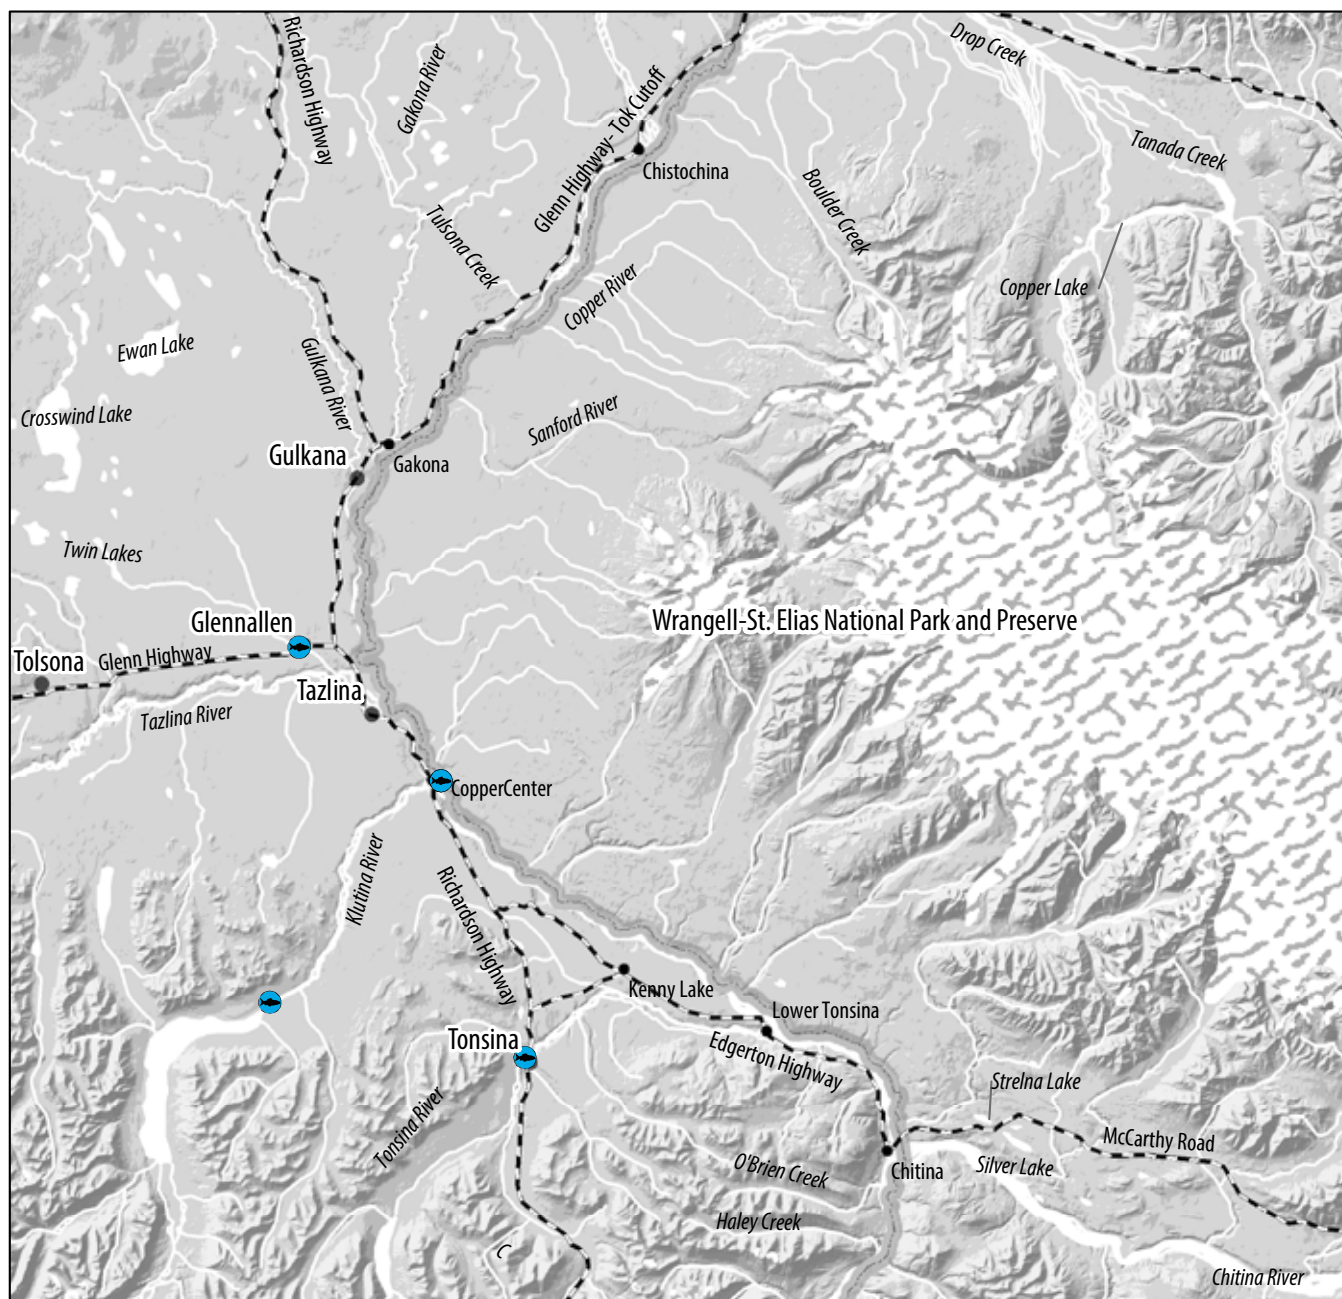 Richardson Highway
Gakona River
Glenn Highway- Tok Cutoff
Drop Creek
Chistochina
Tanada Creek
Boulder Creek
Tulsona Creek
Copper River
Copper Lake
Ewan Lake
Gulkana River
Crosswind Lake
Sanford River
Gulkana
Gakona
Twin Lakes
Glennallen
Wrangell-St. Elias National Park and Preserve
Tolsona
Glenn Highway
Tazlina
Tazlina River
CopperCenter
Klutina River
Richardson Highway
Kenny Lake
Lower Tonsina
Tonsina
Edgerton Highway
Strelna Lake
Tonsina River
McCarthy Road
O'Brien Creek
Chitina
Silver Lake
Haley Creek
C
Chitina River